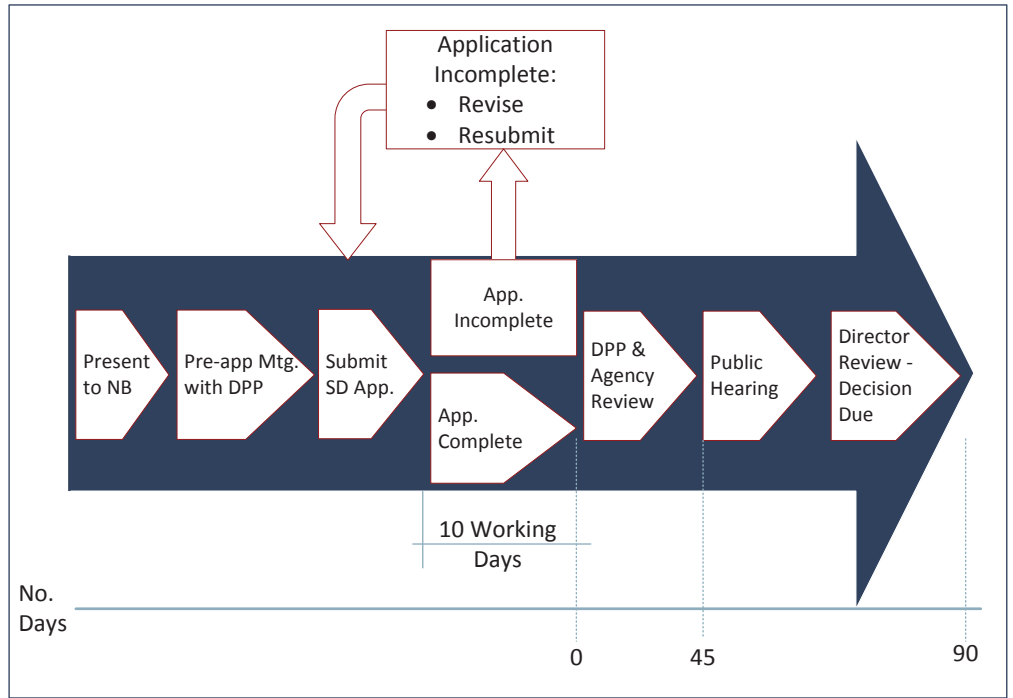 Application
Incomplete:
• Revise
• Resubmit
Present
to NB
Pre-app Mtg.
with DPP
Submit
SD App.
App.
Incomplete
App.
Complete
DPP &
Agency
Review
Public
Hearing
Director
Review -
Decision
Due
10 Working
Days
No.
Days
0
45
90